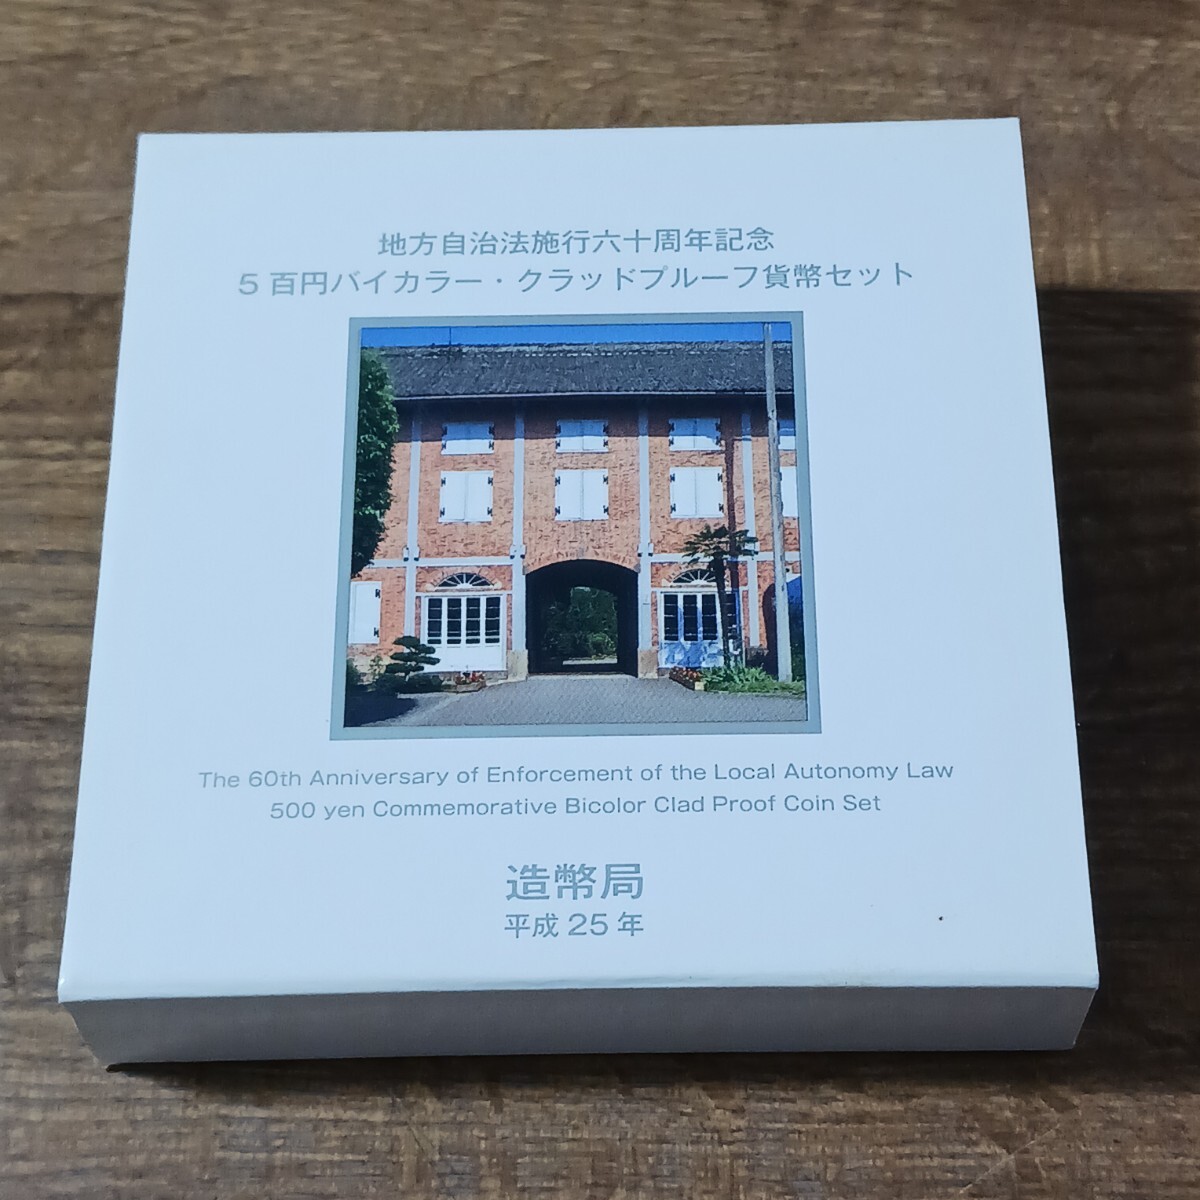 地方自治法施行六十周年記念
5百円バイカラー・クラッドプルーフ貨幣セット
The 60th Anniversary of Enforcement of the Local Autonomy Law
500 yen Commemorative Bicolor Clad Proof Coin Set
造幣局
平成25年